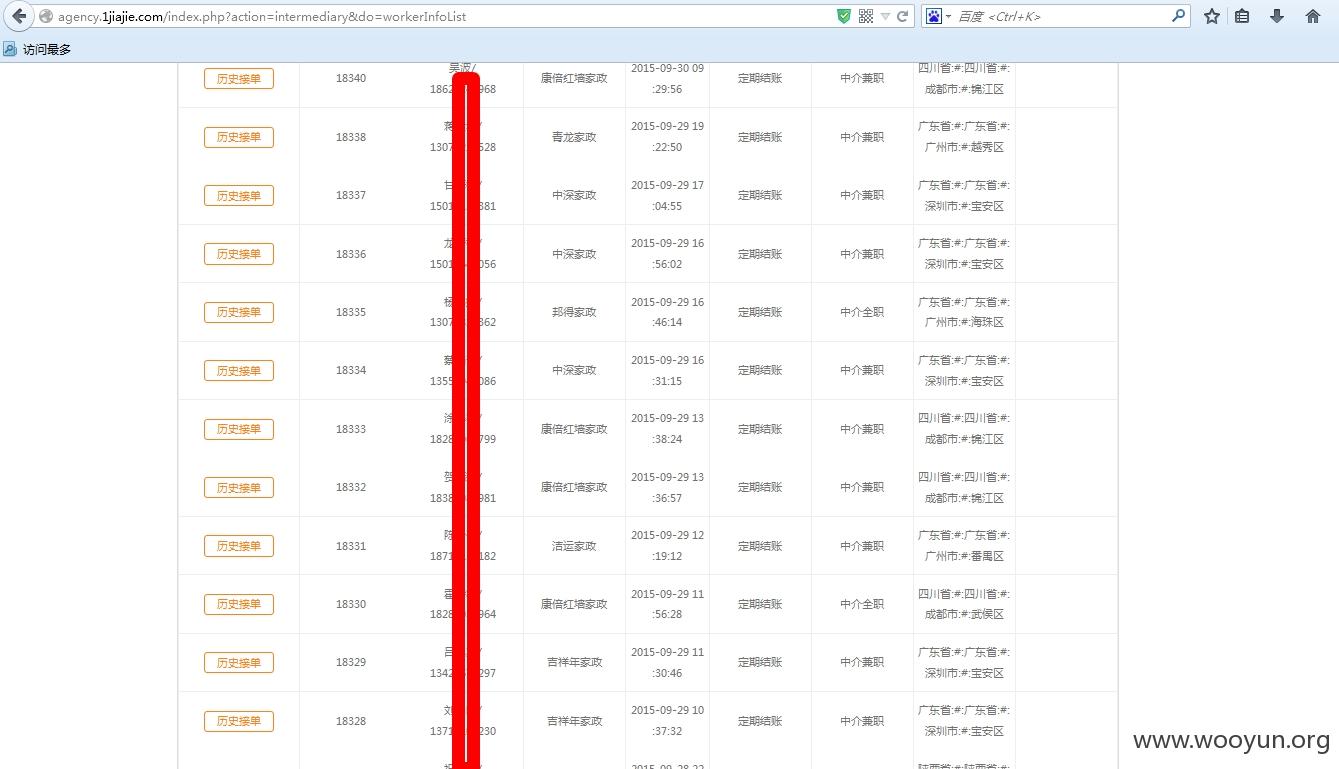 agency.1jiajie.com/index.php?action=intermediary&do=workerInfoList
百度 <Ctrl+K>
访问最多
历史接单 18340 吴波/ 康倍红墙家政 2015-09-30 09 定期结账 中介兼职 四川省:#:四川省:#:
1862 968 :29:56 成都市:#:锦江区
历史接单 18338 蒋 / 青龙家政 2015-09-29 19 定期结账 中介兼职 广东省:#:广东省:#:
1307 528 :22:50 广州市:#:越秀区
历史接单 18337 甘 / 中深家政 2015-09-29 17 定期结账 中介兼职 广东省:#:广东省:#:
1501 881 :04:55 深圳市:#:宝安区
历史接单 18336 龙 / 中深家政 2015-09-29 16 定期结账 中介兼职 广东省:#:广东省:#:
1501 056 :56:02 深圳市:#:宝安区
历史接单 18335 杨 / 邦得家政 2015-09-29 16 定期结账 中介全职 广东省:#:广东省:#:
1307 862 :46:14 广州市:#:海珠区
历史接单 18334 蔡 / 中深家政 2015-09-29 16 定期结账 中介兼职 广东省:#:广东省:#:
1355 086 :31:15 深圳市:#:宝安区
历史接单 18333 涂 / 康倍红墙家政 2015-09-29 13 定期结账 中介兼职 四川省:#:四川省:#:
1828 799 :38:24 成都市:#:锦江区
历史接单 18332 贺 / 康倍红墙家政 2015-09-29 13 定期结账 中介兼职 四川省:#:四川省:#:
1838 981 :36:57 成都市:#:锦江区
历史接单 18331 陈 / 洁运家政 2015-09-29 12 定期结账 中介兼职 广东省:#:广东省:#:
1871 182 :19:12 广州市:#:番禺区
历史接单 18330 霍 / 康倍红墙家政 2015-09-29 11 定期结账 中介全职 四川省:#:四川省:#:
1828 964 :56:28 成都市:#:武侯区
历史接单 18329 吕 / 吉祥年家政 2015-09-29 11 定期结账 中介兼职 广东省:#:广东省:#:
1342 297 :30:46 深圳市:#:宝安区
历史接单 18328 刘 / 吉祥年家政 2015-09-29 10 定期结账 中介兼职 广东省:#:广东省:#:
1371 230 :37:32 深圳市:#:宝安区
2015-09-28 22 陕西省:#:陕西省:#:
www.wooyun.org